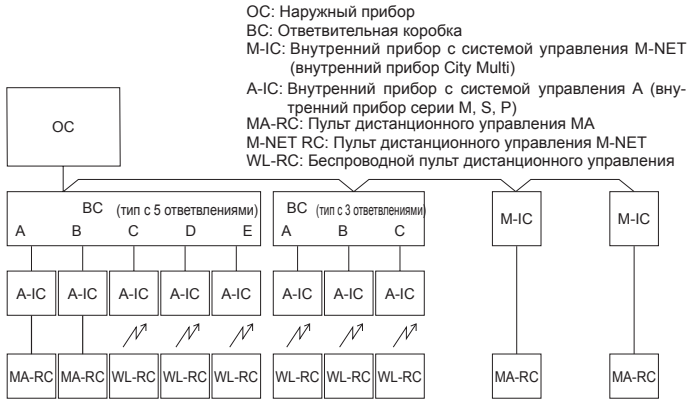 OC: Наружный прибор
BC: Ответвительная коробка
M-IC: Внутренний прибор с системой управления M-NET
(внутренний прибор City Multi)
A-IC: Внутренний прибор с системой управления A (вну-
тренний прибор серии M, S, P)
MA-RC: Пульт дистанционного управления MA
M-NET RC: Пульт дистанционного управления M-NET
WL-RC: Беспроводной пульт дистанционного управления
OC
BC (тип с 5 ответвлениями) BC (тип с 3 ответвлениями) M-IC M-IC
A B C D E A B C
A-IC A-IC A-IC A-IC A-IC A-IC A-IC A-IC
MA-RC MA-RC WL-RC WL-RC WL-RC WL-RC WL-RC WL-RC MA-RC MA-RC